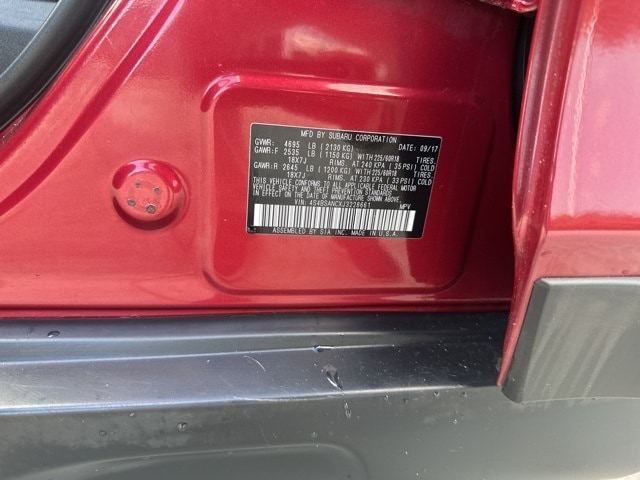 MFD BY SUBARU CORPORATION
GVWR: 4695 LB (2130 KG) DATE: 09/17
GAWR:F 2535 LB (1150 KG) WITH 225/60R18 TIRES,
18X7J RIMS, AT 240 KPA (35 PSI) COLD
GAWR:R 2645 LB (1200 KG) WITH 225/60R18 TIRES,
18X7J RIMS, AT 230 KPA (33 PSI) COLD
THIS VEHICLE CONFORMS TO ALL APPLICABLE FEDERAL MOTOR
VEHICLE SAFETY AND THEFT PREVENTION STANDARDS
IN EFFECT ON THE DATE OF MANUFACTURE SHOWN ABOVE.
VIN: 4S4BSANCXJ3228661 MPV
ASSEMBLED BY SIA INC. MADE IN U.S.A.